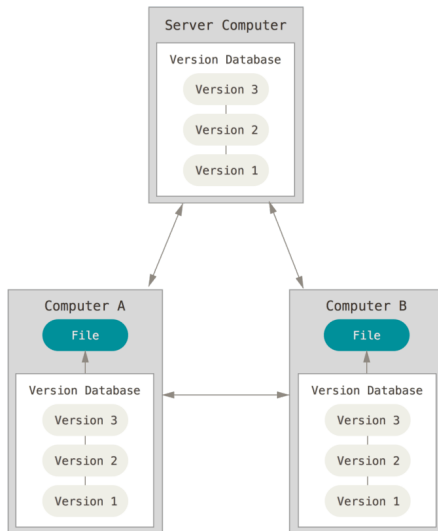 Server Computer
Version Database
Version 3
Version 2
Version 1
Computer A
File
Version Database
Version 3
Version 2
Version 1
Computer B
File
Version Database
Version 3
Version 2
Version 1